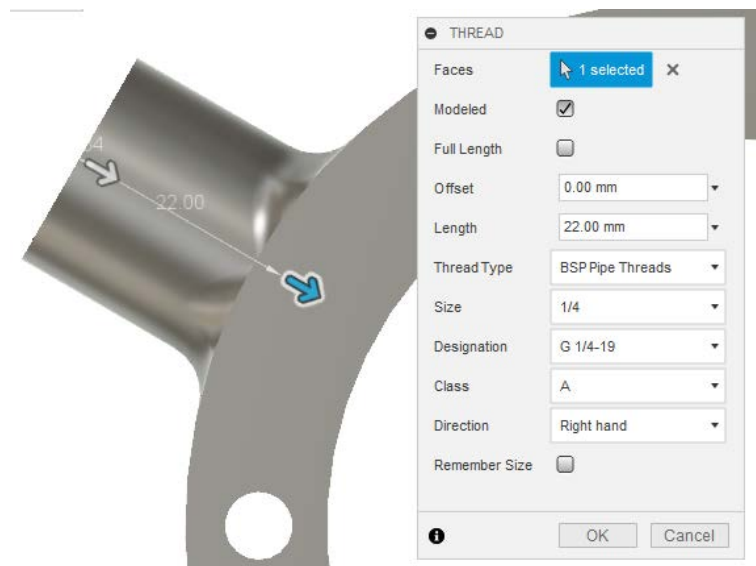 THREAD
Faces 1 selected
Modeled
Full Length
Offset 0.00 mm
Length 22.00 mm
Thread Type BSP Pipe Threads
Size 1/4
Designation G 1/4-19
Class A
Direction Right hand
Remember Size
OK Cancel
22.00